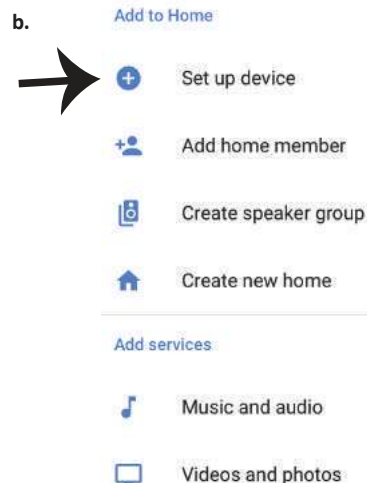 b.
Add to Home
Set up device
Add home member
Create speaker group
Create new home
Add services
Music and audio
Videos and photos